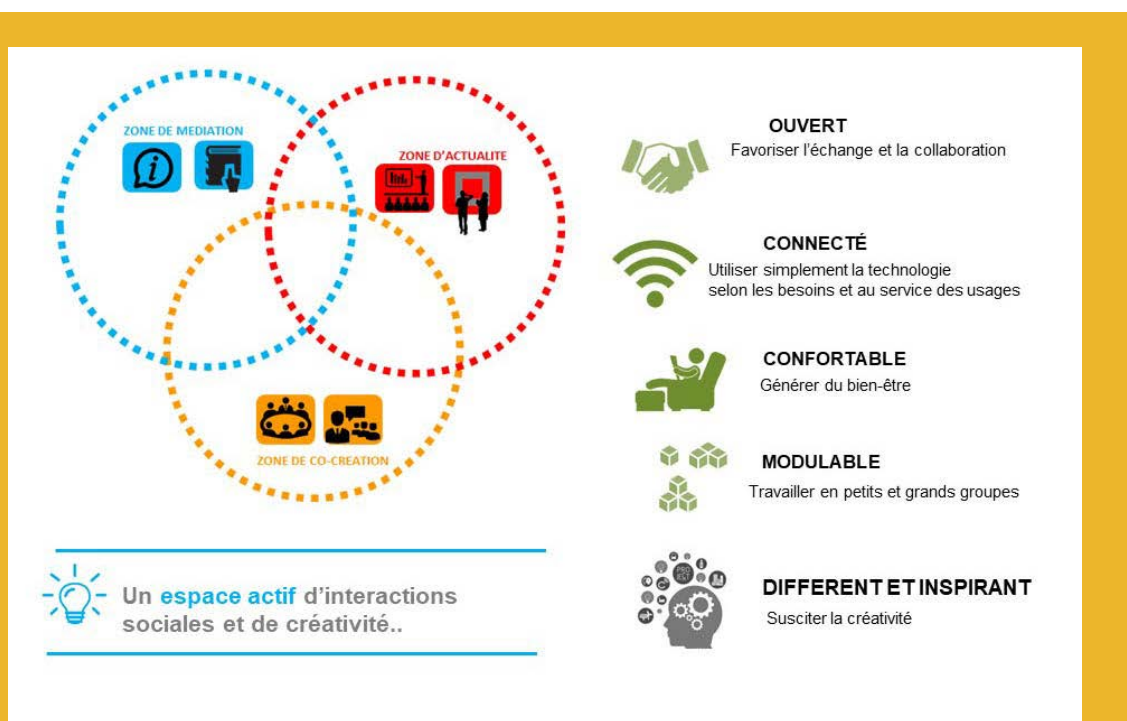 ZONE DE MEDIATION
ZONE D'ACTUALITE
ZONE DE CO-CREATION
Un espace actif d'interactions
sociales et de créativité..
OUVERT
Favoriser l'échange et la collaboration
CONNECTÉ
Utiliser simplement la technologie
selon les besoins et au service des usages
CONFORTABLE
Générer du bien-être
MODULABLE
Travailler en petits et grands groupes
DIFFERENT ET INSPIRANT
Susciter la créativité